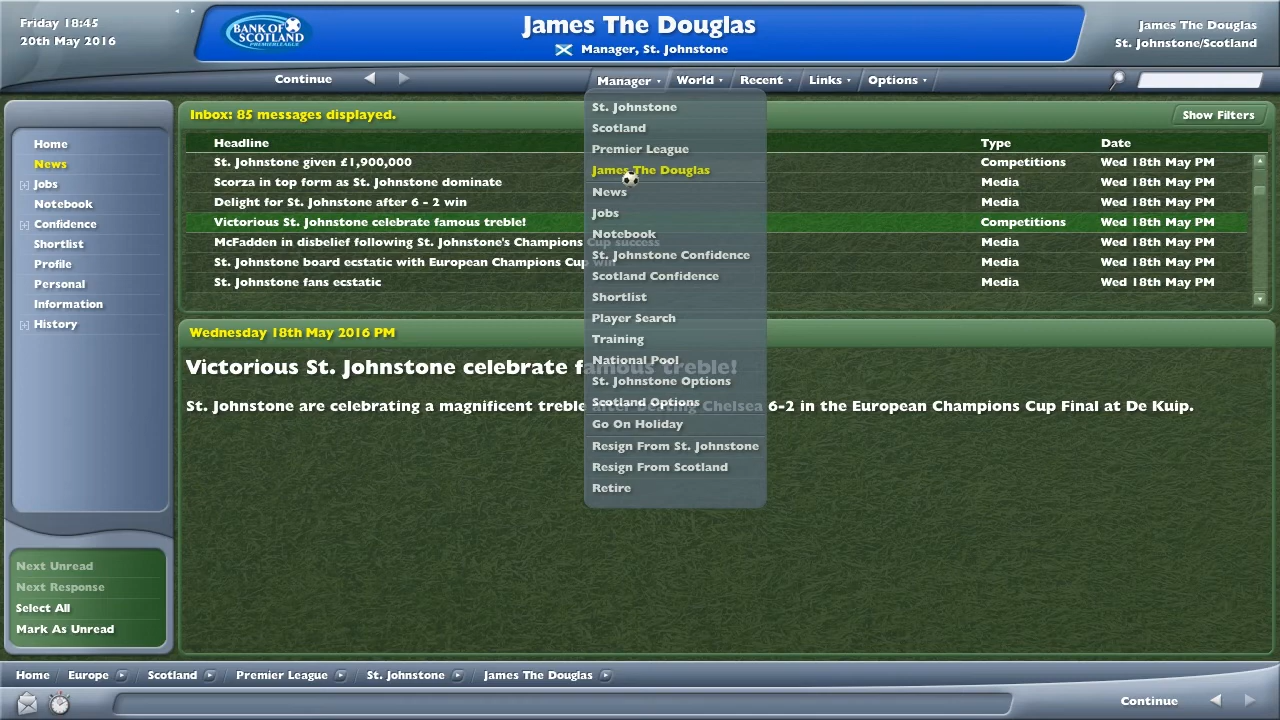 Friday 18:45
20th May 2016
BANK OF
SCOTLAND
PREMIERLEAGUE
James The Douglas
Manager, St. Johnstone
James The Douglas
St. Johnstone/Scotland
Continue
Manager
World
Recent
Links
Options
Home
News
Jobs
Notebook
Confidence
Shortlist
Profile
Personal
Information
History
Next Unread
Next Response
Select All
Mark As Unread
Inbox: 85 messages displayed.
Show Filters
Headline Type Date
St. Johnstone given £1,900,000 Competitions Wed 18th May PM
Scorza in top form as St. Johnstone dominate Media Wed 18th May PM
Delight for St. Johnstone after 6 - 2 win Media Wed 18th May PM
Victorious St. Johnstone celebrate famous treble! Competitions Wed 18th May PM
McFadden in disbelief following St. Johnstone's Champions Cup success Media Wed 18th May PM
St. Johnstone board ecstatic with European Champions Cup win Media Wed 18th May PM
St. Johnstone fans ecstatic Media Wed 18th May PM
St. Johnstone
Scotland
Premier League
James The Douglas
News
Jobs
Notebook
St. Johnstone Confidence
Scotland Confidence
Shortlist
Player Search
Training
National Pool
St. Johnstone Options
Scotland Options
Go On Holiday
Resign From St. Johnstone
Resign From Scotland
Retire
Wednesday 18th May 2016 PM
Victorious St. Johnstone celebrate famous treble!
St. Johnstone are celebrating a magnificent treble after beating Chelsea 6-2 in the European Champions Cup Final at De Kuip.
Home
Europe
Scotland
Premier League
St. Johnstone
James The Douglas
Continue